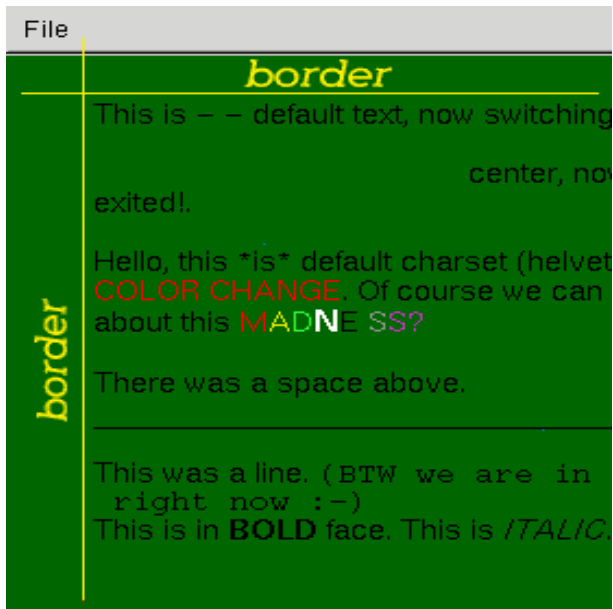 File
border
This is - - default text, now switching
center, now
exited!.
Hello, this *is* default charset (helvet
COLOR CHANGE. Of course we can
about this MADNE SS?
border
There was a space above.
This was a line. (BTW we are in
right now :-)
This is in BOLD face. This is ITALIC.